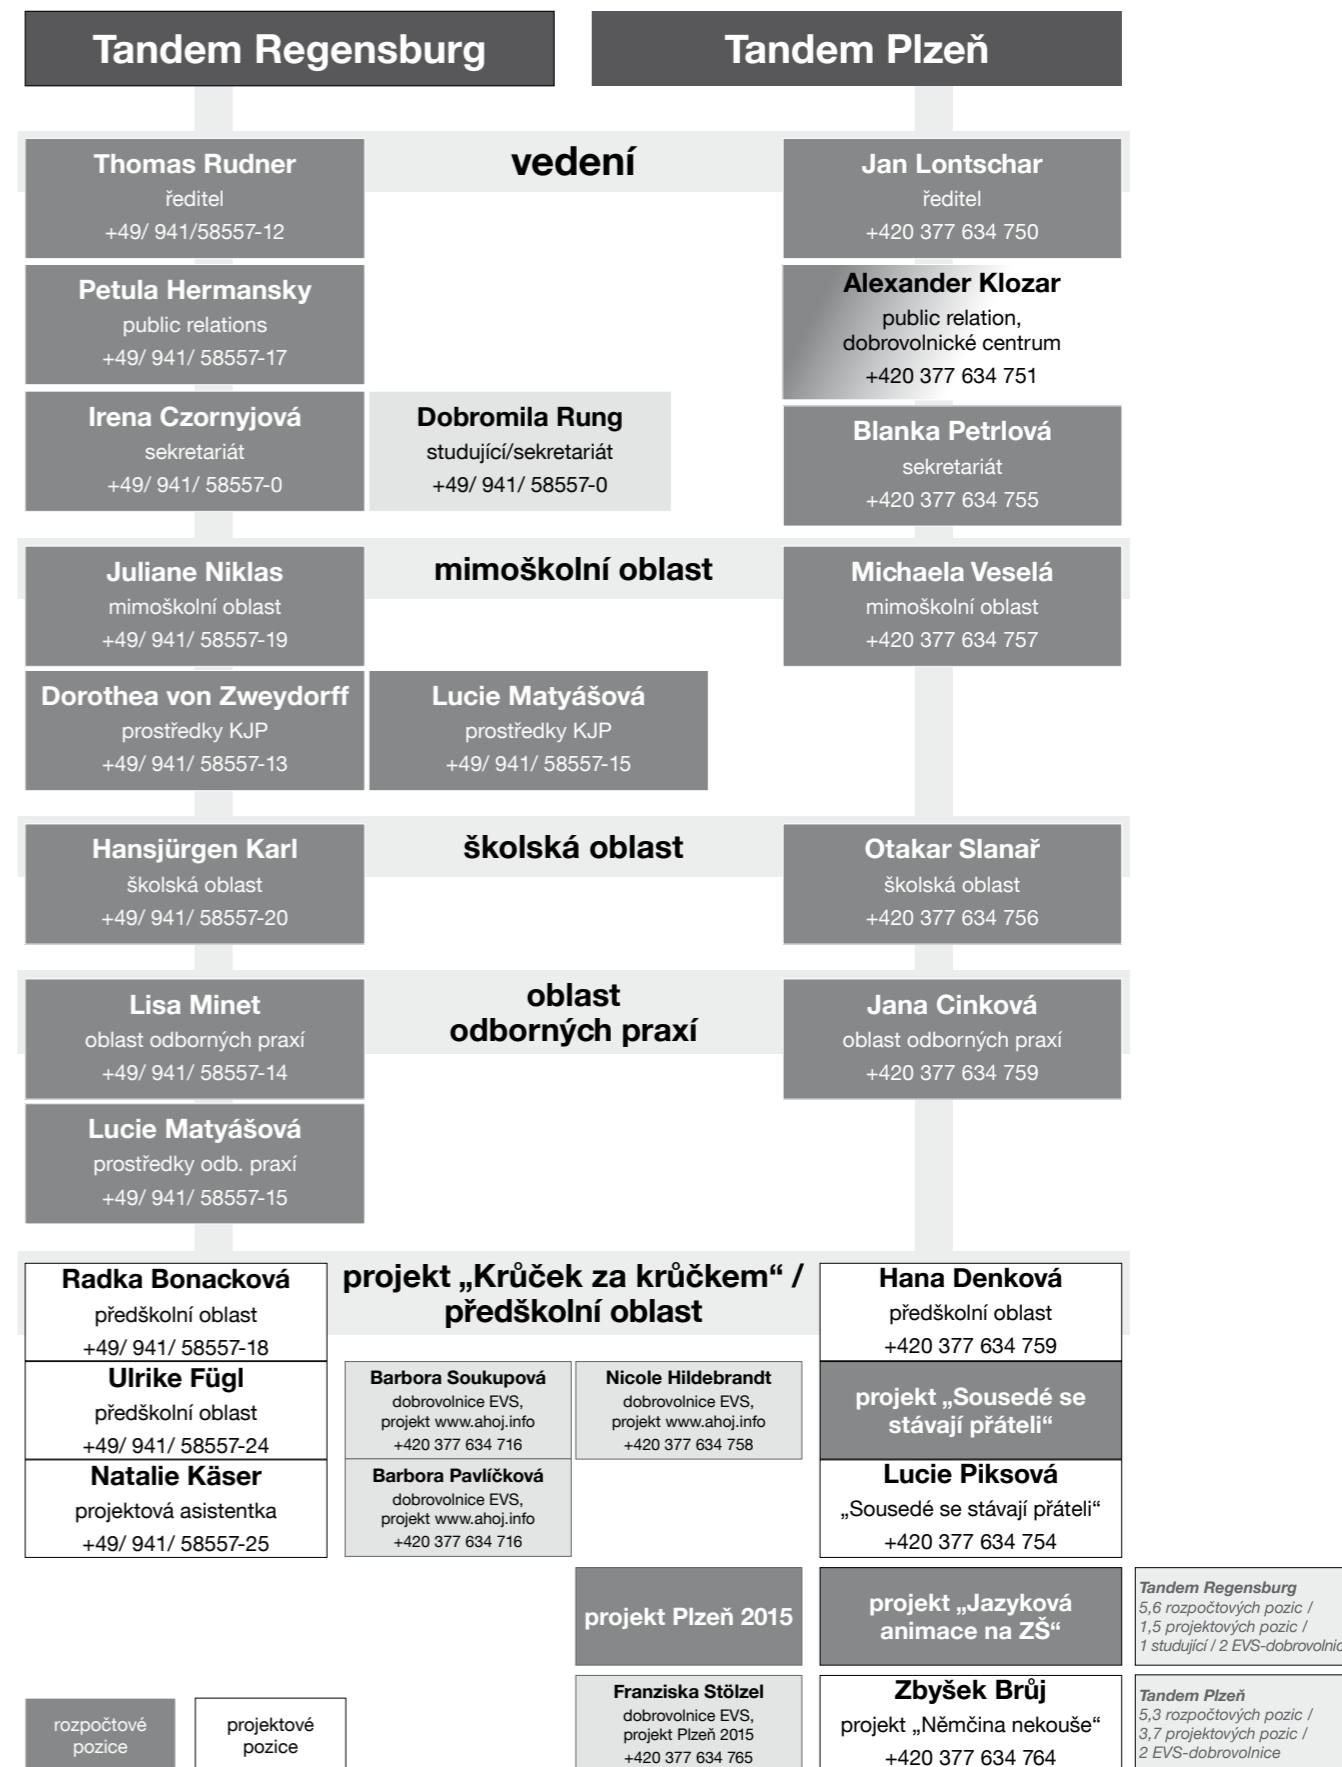 Tandem Regensburg
Tandem Plzeň
vedení
Thomas Rudner
ředitel
+49/ 941/58557-12
Jan Lontschar
ředitel
+420 377 634 750
Petula Hermansky
public relations
+49/ 941/ 58557-17
Alexander Klozar
public relation,
dobrovolnické centrum
+420 377 634 751
Irena Czornyjová
sekretariát
+49/ 941/ 58557-0
Dobromila Rung
studující/sekretariát
+49/ 941/ 58557-0
Blanka Petrlová
sekretariát
+420 377 634 755
mimoškolní oblast
Juliane Niklas
mimoškolní oblast
+49/ 941/ 58557-19
Michaela Veselá
mimoškolní oblast
+420 377 634 757
Dorothea von Zweydorff
prostředky KJP
+49/ 941/ 58557-13
Lucie Matyášová
prostředky KJP
+49/ 941/ 58557-15
školská oblast
Hansjürgen Karl
školská oblast
+49/ 941/ 58557-20
Otakar Slanař
školská oblast
+420 377 634 756
oblast
odborných praxí
Lisa Minet
oblast odborných praxí
+49/ 941/ 58557-14
Jana Cinková
oblast odborných praxí
+420 377 634 759
Lucie Matyášová
prostředky odb. praxí
+49/ 941/ 58557-15
projekt „Krůček za krůčkem“ /
předškolní oblast
Radka Bonacková
předškolní oblast
+49/ 941/ 58557-18
Hana Denková
předškolní oblast
+420 377 634 759
Ulrike Fügl
předškolní oblast
+49/ 941/ 58557-24
Barbora Soukupová
dobrovolnice EVS,
projekt www.ahoj.info
+420 377 634 716
Nicole Hildebrandt
dobrovolnice EVS,
projekt www.ahoj.info
+420 377 634 758
projekt „Sousedé se
stávají přáteli“
Natalie Käser
projektová asistentka
+49/ 941/ 58557-25
Barbora Pavlíčková
dobrovolnice EVS,
projekt www.ahoj.info
+420 377 634 716
Lucie Piksová
„Sousedé se stávají přáteli“
+420 377 634 754
projekt Plzeň 2015
projekt „Jazyková
animace na ZŠ“
Tandem Regensburg
5,6 rozpočtových pozic /
1,5 projektových pozic /
1 studující / 2 EVS-dobrovolnic
rozpočtové
pozice
projektové
pozice
Franziska Stölzel
dobrovolnice EVS,
projekt Plzeň 2015
+420 377 634 765
Zbyšek Brůj
projekt „Němčina nekouše“
+420 377 634 764
Tandem Plzeň
5,3 rozpočtových pozic /
3,7 projektových pozic /
2 EVS-dobrovolnice